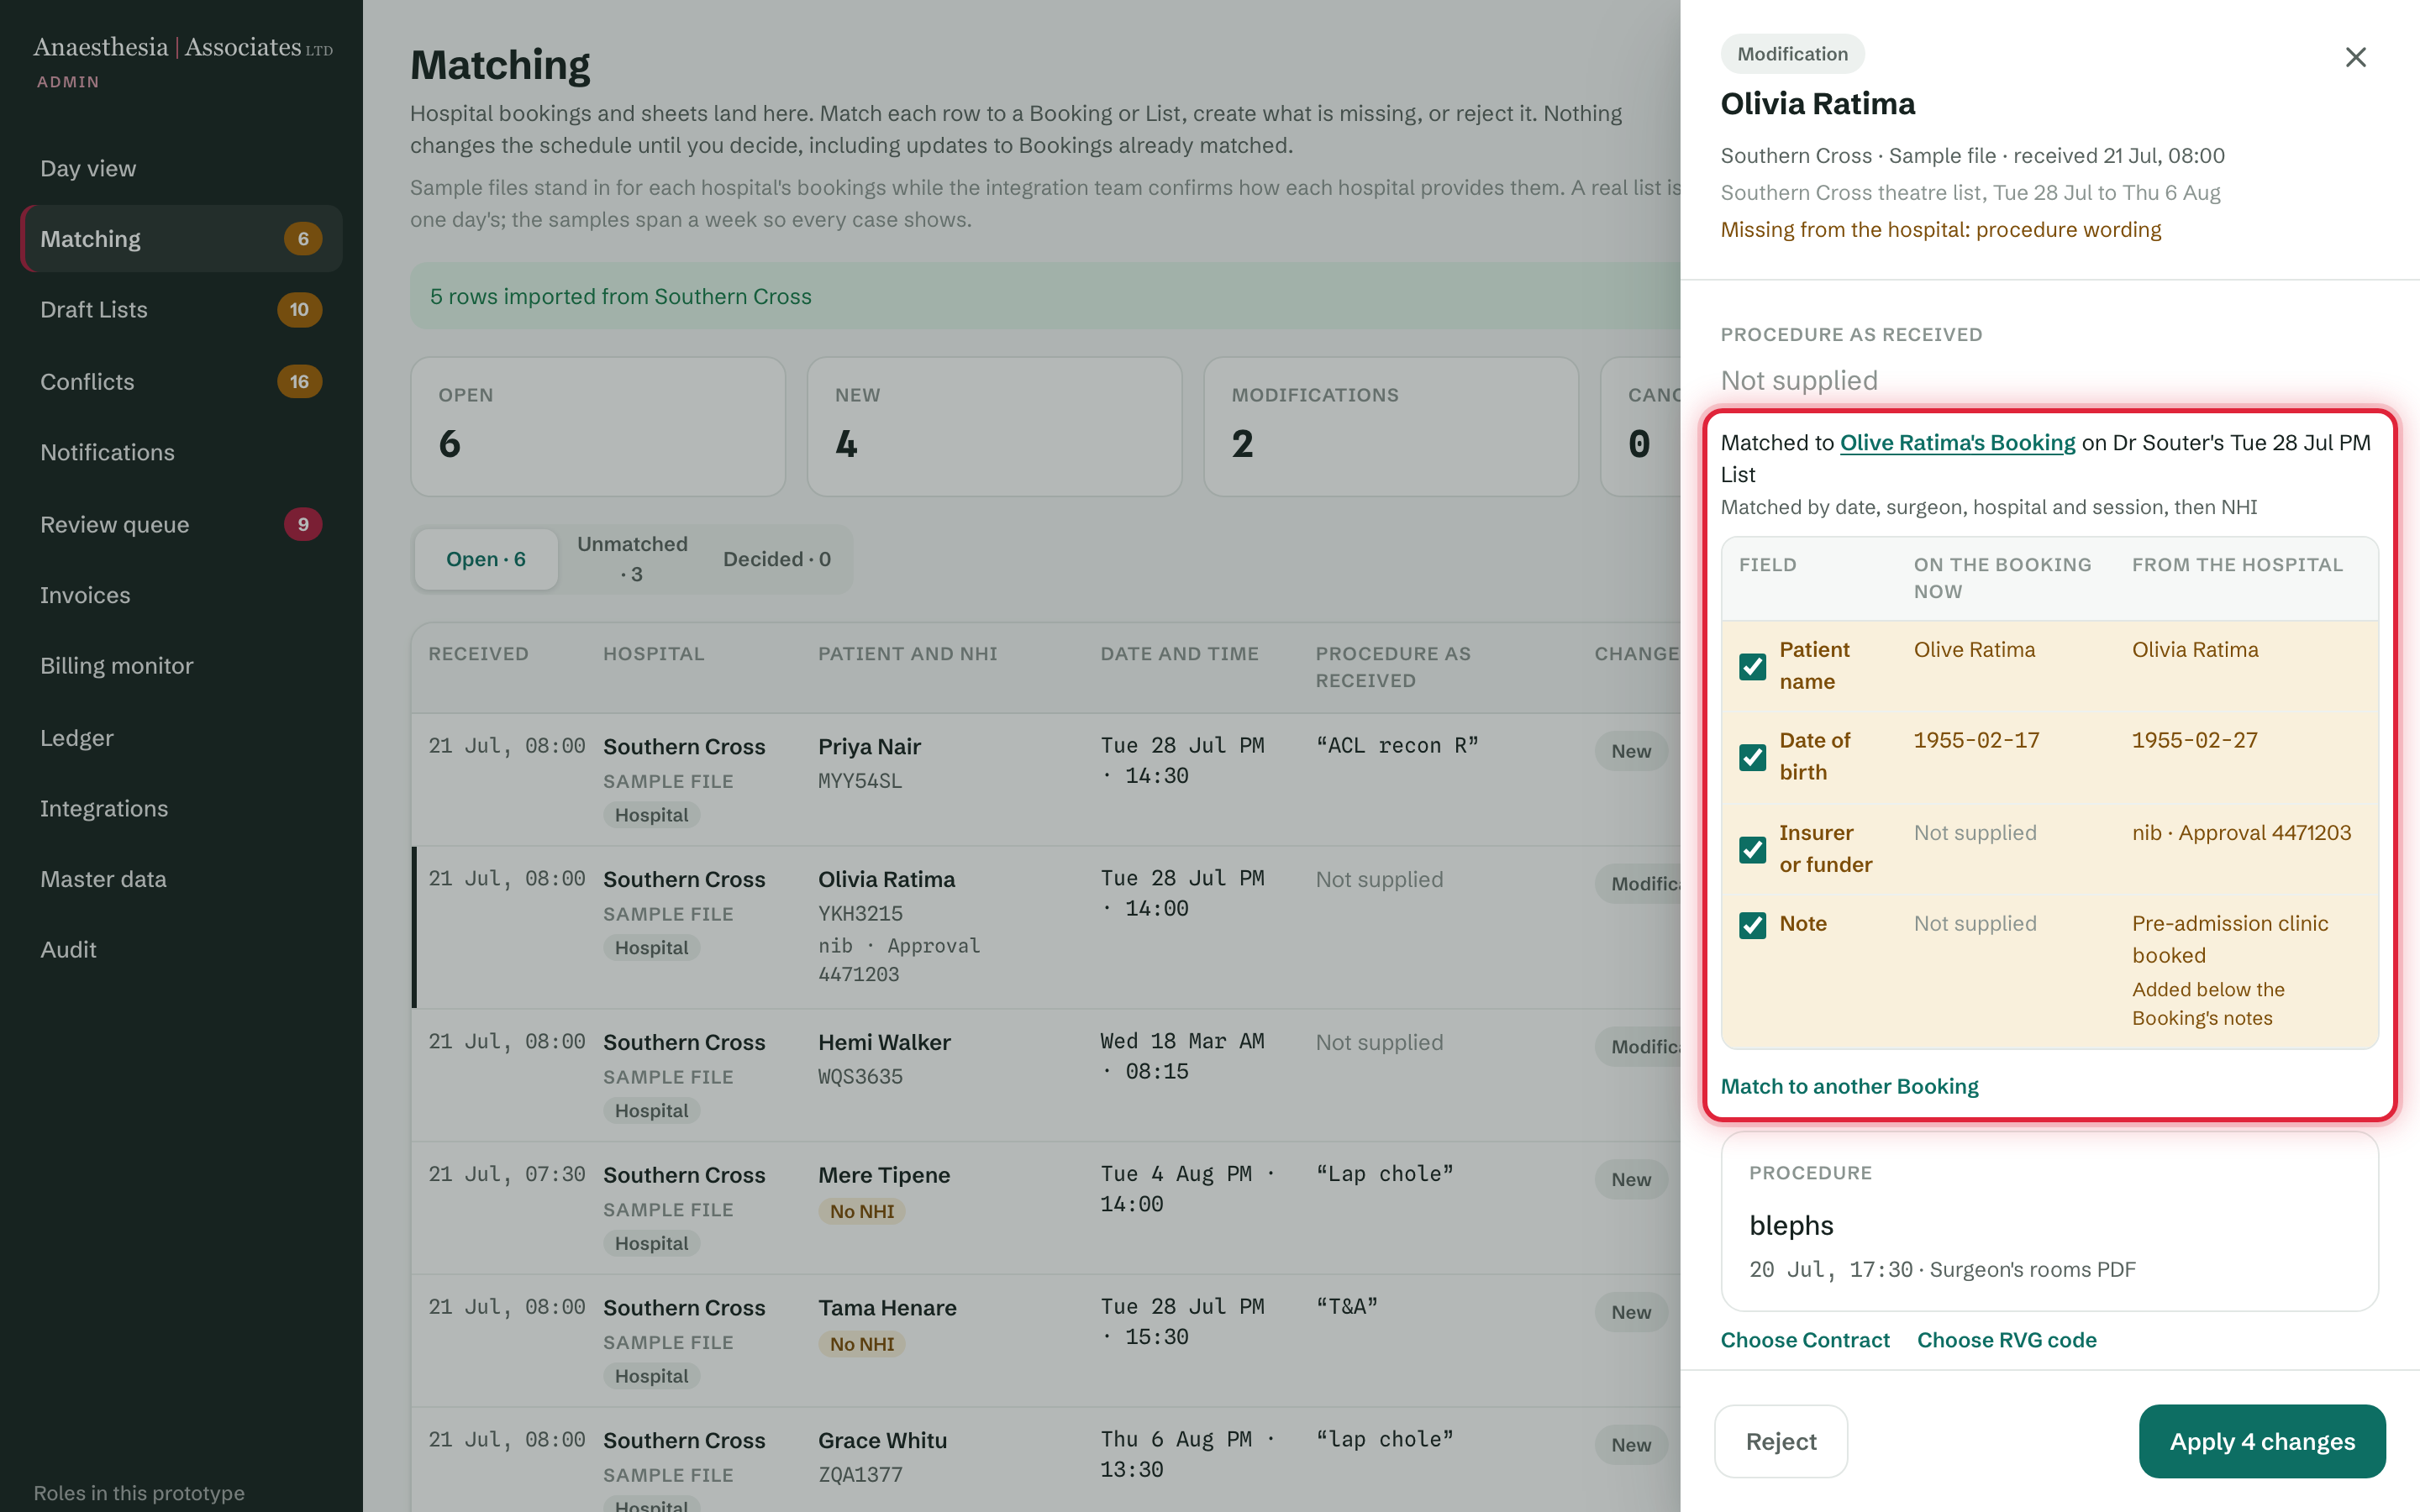 Anaesthesia | Associates LTD
ADMIN
Day view
Matching 6
Draft Lists 10
Conflicts 16
Notifications
Review queue 9
Invoices
Billing monitor
Ledger
Integrations
Master data
Audit
Roles in this prototype
Matching
Hospital bookings and sheets land here. Match each row to a Booking or List, create what is missing, or reject it. Nothing
changes the schedule until you decide, including updates to Bookings already matched.
Sample files stand in for each hospital's bookings while the integration team confirms how each hospital provides them. A real list is
one day's; the samples span a week so every case shows.
5 rows imported from Southern Cross
OPEN
6
NEW
4
MODIFICATIONS
2
CANC
0
Open · 6
Unmatched
· 3
Decided · 0
RECEIVED HOSPITAL PATIENT AND NHI DATE AND TIME PROCEDURE AS CHANGE
RECEIVED
21 Jul, 08:00 Southern Cross Priya Nair Tue 28 Jul PM “ACL recon R” New
SAMPLE FILE MYY54SL · 14:30
Hospital
21 Jul, 08:00 Southern Cross Olivia Ratima Tue 28 Jul PM Not supplied Modifica
SAMPLE FILE YKH3215 · 14:00
Hospital nib · Approval
4471203
21 Jul, 08:00 Southern Cross Hemi Walker Wed 18 Mar AM Not supplied Modifica
SAMPLE FILE WQS3635 · 08:15
Hospital
21 Jul, 07:30 Southern Cross Mere Tipene Tue 4 Aug PM · “Lap chole” New
SAMPLE FILE No NHI 14:00
Hospital
21 Jul, 08:00 Southern Cross Tama Henare Tue 28 Jul PM “T&A” New
SAMPLE FILE No NHI · 15:30
Hospital
21 Jul, 08:00 Southern Cross Grace Whitu Thu 6 Aug PM · “lap chole” New
SAMPLE FILE ZQA1377 13:30
Hospital
Modification
Olivia Ratima
Southern Cross · Sample file · received 21 Jul, 08:00
Southern Cross theatre list, Tue 28 Jul to Thu 6 Aug
Missing from the hospital: procedure wording
PROCEDURE AS RECEIVED
Not supplied
Matched to Olive Ratima's Booking on Dr Souter's Tue 28 Jul PM
List
Matched by date, surgeon, hospital and session, then NHI
FIELD ON THE BOOKING FROM THE HOSPITAL
NOW
Patient Olive Ratima Olivia Ratima
name
Date of 1955-02-17 1955-02-27
birth
Insurer Not supplied nib · Approval 4471203
or funder
Note Not supplied Pre-admission clinic
booked
Added below the
Booking's notes
Match to another Booking
PROCEDURE
blephs
20 Jul, 17:30 · Surgeon's rooms PDF
Choose Contract Choose RVG code
Reject
Apply 4 changes